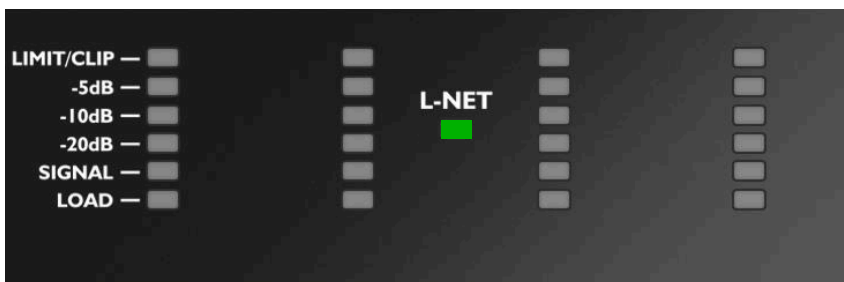 LIMIT/CLIP
-5dB
-10dB
L-NET
-20dB
SIGNAL
LOAD